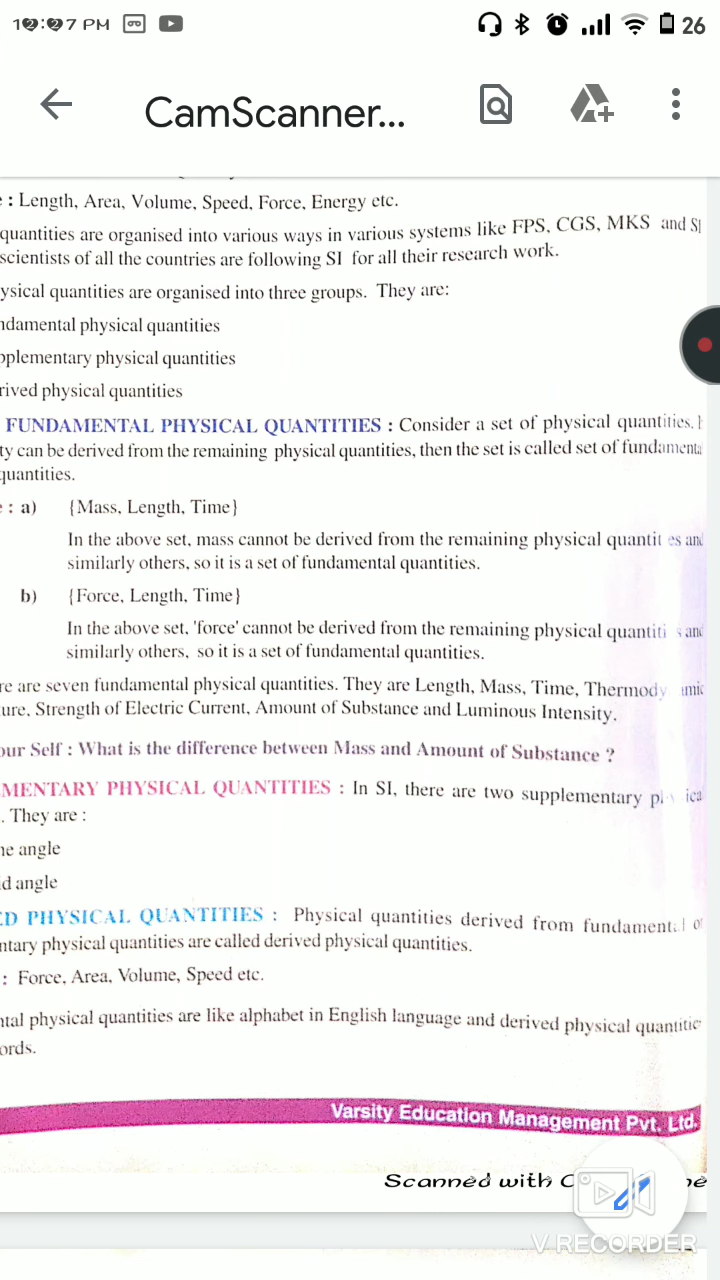 12:27 PM
26
CamScanner...
: Length, Area, Volume, Speed, Force, Energy etc.
quantities are organised into various ways in various systems like FPS, CGS, MKS and SI
scientists of all the countries are following SI for all their research work.
ysical quantities are organised into three groups. They are:
ndamental physical quantities
pplementary physical quantities
rived physical quantities
FUNDAMENTAL PHYSICAL QUANTITIES : Consider a set of physical quantities.
ty can be derived from the remaining physical quantities, then the set is called set of fundamenta
quantities.
: a) {Mass, Length, Time}
In the above set, mass cannot be derived from the remaining physical quantit es and
similarly others, so it is a set of fundamental quantities.
b) {Force, Length, Time}
In the above set, 'force' cannot be derived from the remaining physical quantiti s and
similarly others, so it is a set of fundamental quantities.
re are seven fundamental physical quantities. They are Length, Mass, Time, Thermody amic
ure, Strength of Electric Current, Amount of Substance and Luminous Intensity.
our Self : What is the difference between Mass and Amount of Substance ?
MENTARY PHYSICAL QUANTITIES : In SI, there are two supplementary p ica
. They are :
ne angle
d angle
ED PHYSICAL QUANTITIES : Physical quantities derived from fundamental or
ntary physical quantities are called derived physical quantities.
: Force, Area, Volume, Speed etc.
ntal physical quantities are like alphabet in English language and derived physical quantitie
ords.
Varsity Education Management Pvt. Ltd.
Scanned with C ne
V RECORDER